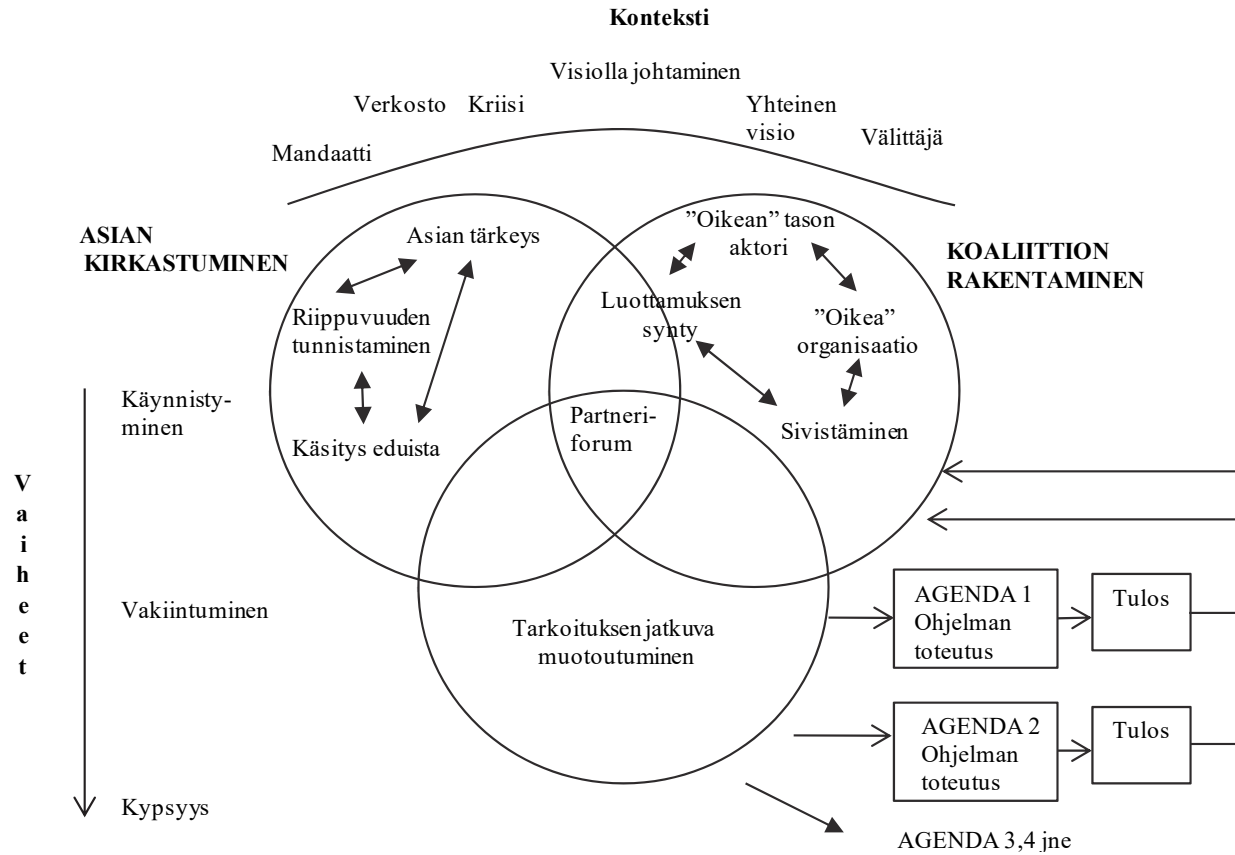 Konteksti
Visiolla johtaminen
Verkosto Kriisi
Yhteinen
visio
Välittäjä
Mandaatti
ASIAN
KIRKASTUMINEN
Asian tärkeys
Riippuvuuden
tunnistaminen
Käsitys eduista
"Oikean" tason
aktori
Luottamuksen
synty
"Oikea"
organisaatio
Sivistäminen
KOALIITTION
RAKENTAMINEN
Partneri-
forum
Vaiheet
Käynnisty-
minen
Vakiintuminen
Kypsyys
Tarkoituksen jatkuva
muotoutuminen
AGENDA 1
Ohjelman
toteutus
Tulos
AGENDA 2
Ohjelman
toteutus
Tulos
AGENDA 3,4 jne